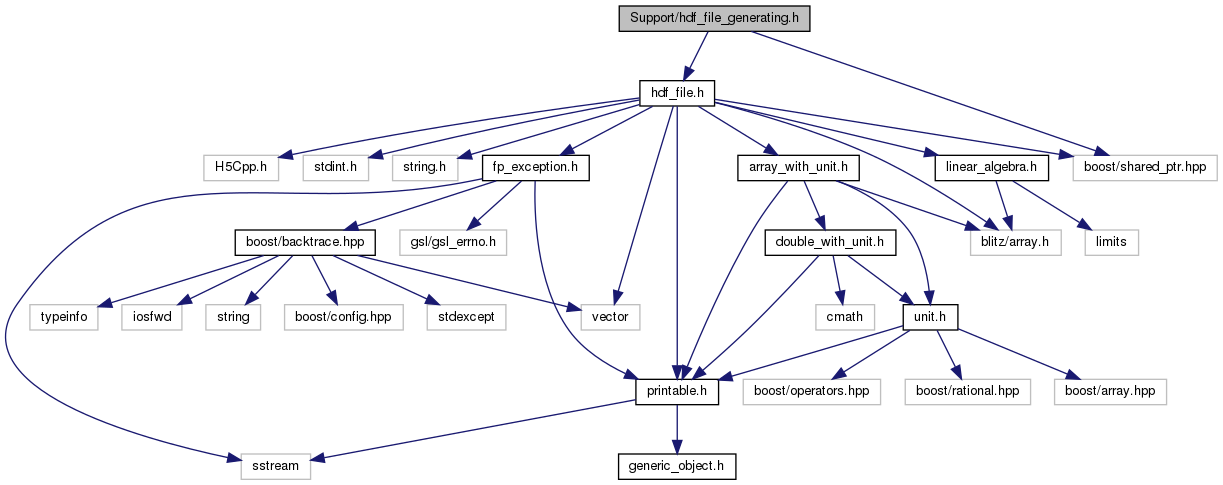 Support/hdf_file_generating.h
hdf_file.h
H5Cpp.h
stdint.h
string.h
fp_exception.h
array_with_unit.h
linear_algebra.h
boost/shared_ptr.hpp
boost/backtrace.hpp
gsl/gsl_errno.h
double_with_unit.h
blitz/array.h
limits
typeinfo
iosfwd
string
boost/config.hpp
stdexcept
vector
cmath
unit.h
printable.h
boost/operators.hpp
boost/rational.hpp
boost/array.hpp
sstream
generic_object.h